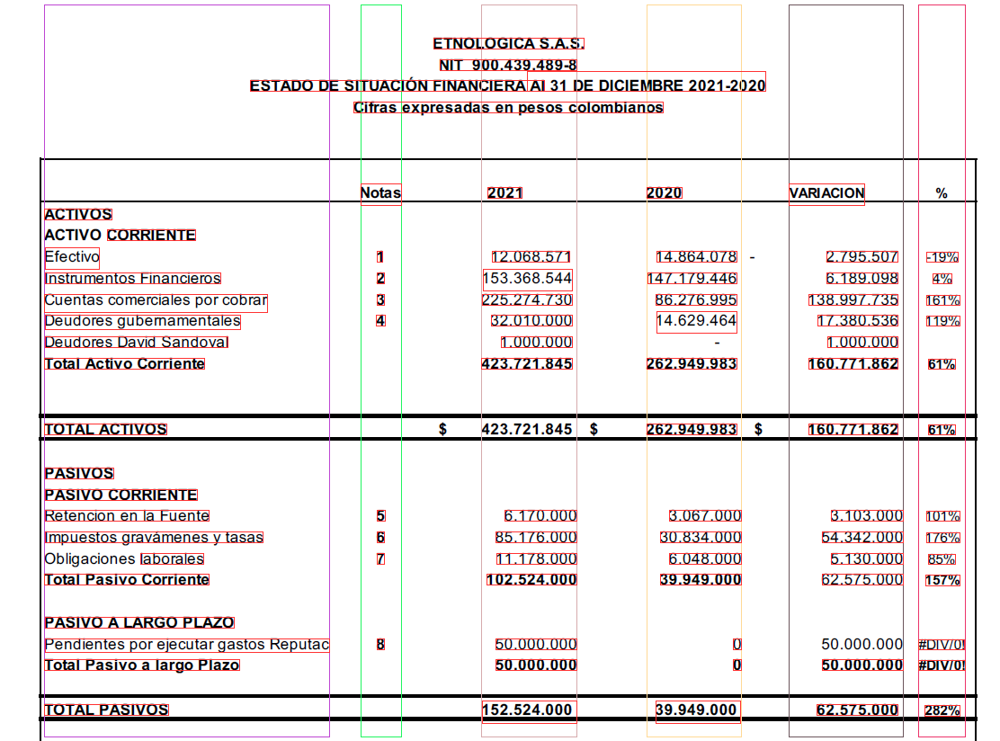 ETNOLOGICA S.A.S.
NIT 900.439.489-8
ESTADO DE SITUACIÓN FINANCIERA Al 31 DE DICIEMBRE 2021-2020
Cifras expresadas en pesos colombianos
Notas 2021 2020 VARIACION %
ACTIVOS
ACTIVO CORRIENTE
Efectivo 1 12.068.571 14.864.078 - 2.795.507 -19%
Instrumentos Financieros 2 153.368.544 147.179.446 6.189.098 4%
Cuentas comerciales por cobrar 3 225.274.730 86.276.995 138.997.735 161%
Deudores gubernamentales 4 32.010.000 14.629.464 17.380.536 119%
Deudores David Sandoval 1.000.000 - 1.000.000
Total Activo Corriente 423.721.845 262.949.983 160.771.862 61%
TOTAL ACTIVOS $ 423.721.845 $ 262.949.983 $ 160.771.862 61%
PASIVOS
PASIVO CORRIENTE
Retencion en la Fuente 5 6.170.000 3.067.000 3.103.000 101%
Impuestos gravámenes y tasas 6 85.176.000 30.834.000 54.342.000 176%
Obligaciones laborales 7 11.178.000 6.048.000 5.130.000 85%
Total Pasivo Corriente 102.524.000 39.949.000 62.575.000 157%
PASIVO A LARGO PLAZO
Pendientes por ejecutar gastos Reputac 8 50.000.000 0 50.000.000 #DIV/0!
Total Pasivo a largo Plazo 50.000.000 0 50.000.000 #DIV/0!
TOTAL PASIVOS 152.524.000 39.949.000 62.575.000 282%